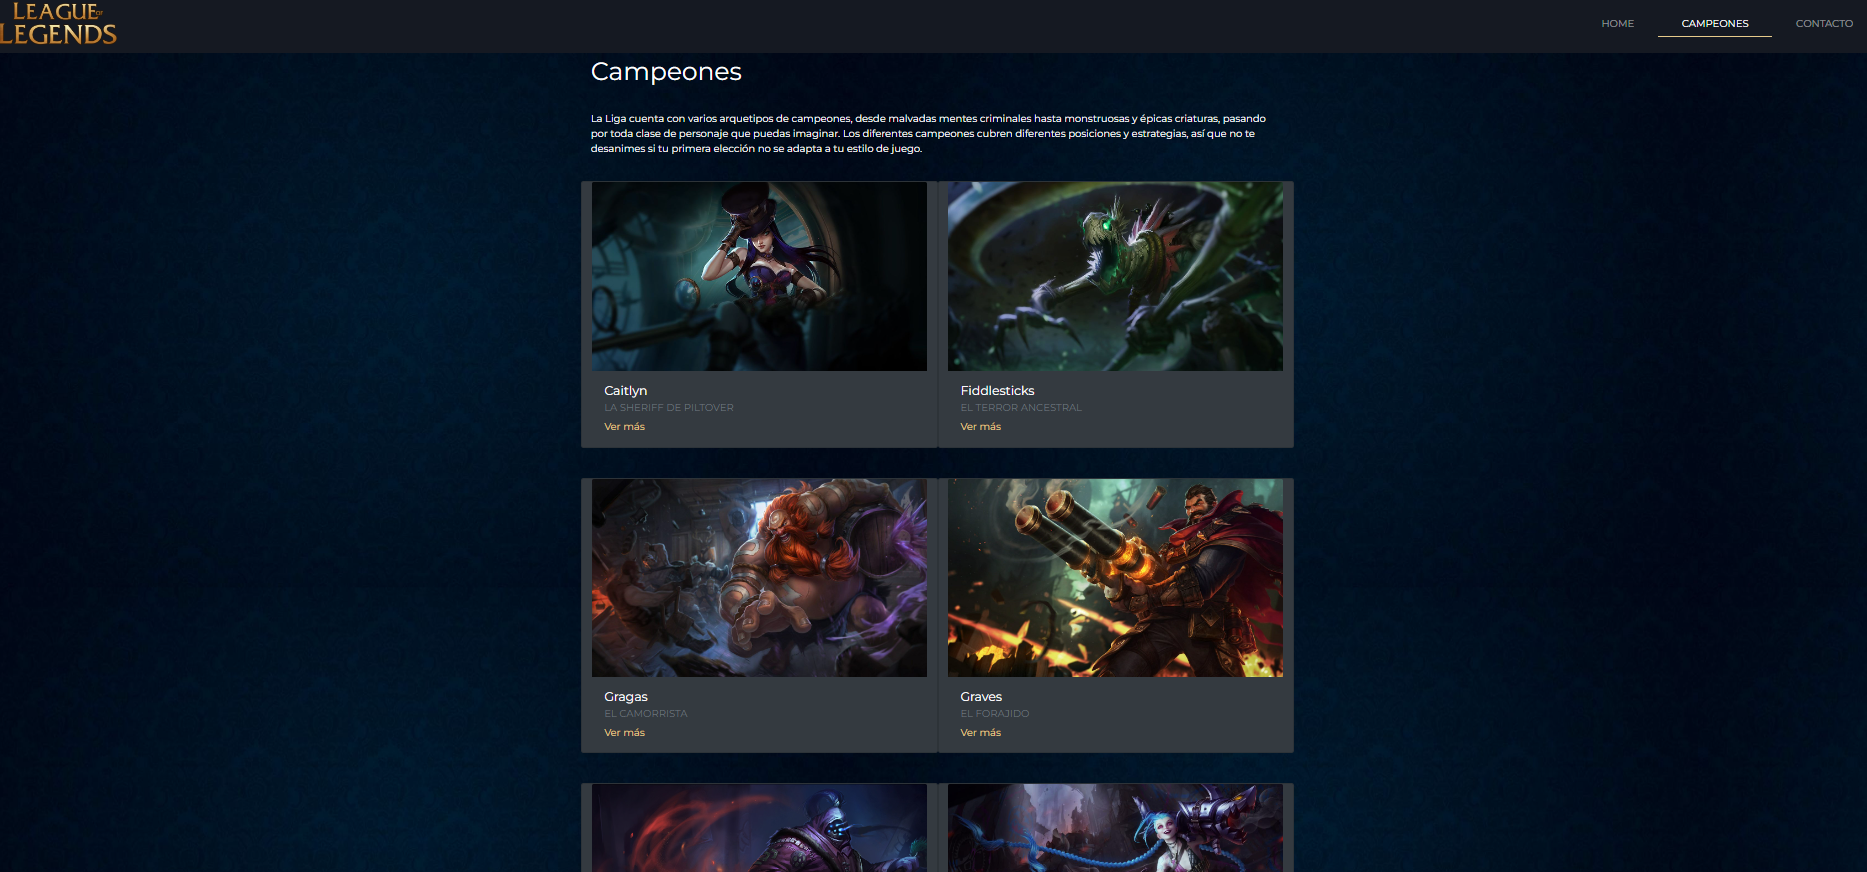 LEAGUE OF
LEGENDS
HOME
CAMPEONES
CONTACTO
Campeones
La Liga cuenta con varios arquetipos de campeones, desde malvadas mentes criminales hasta monstruosas y épicas criaturas, pasando
por toda clase de personaje que puedas imaginar. Los diferentes campeones cubren diferentes posiciones y estrategias, así que no te
desanimes si tu primera elección no se adapta a tu estilo de juego.
Caitlyn
LA SHERIFF DE PILTOVER
Ver más
Fiddlesticks
EL TERROR ANCESTRAL
Ver más
Gragas
EL CAMORRISTA
Ver más
Graves
EL FORAJIDO
Ver más